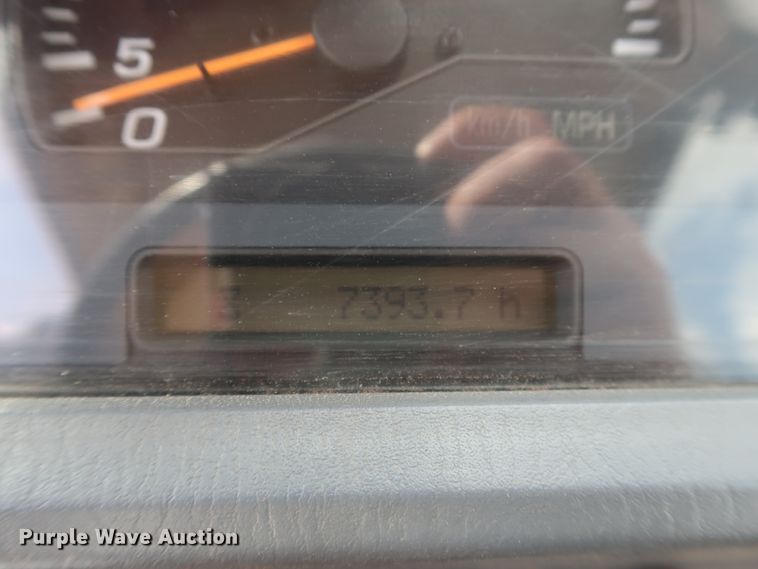 5
0
km/h MPH
7393.7 h
Purple Wave Auction